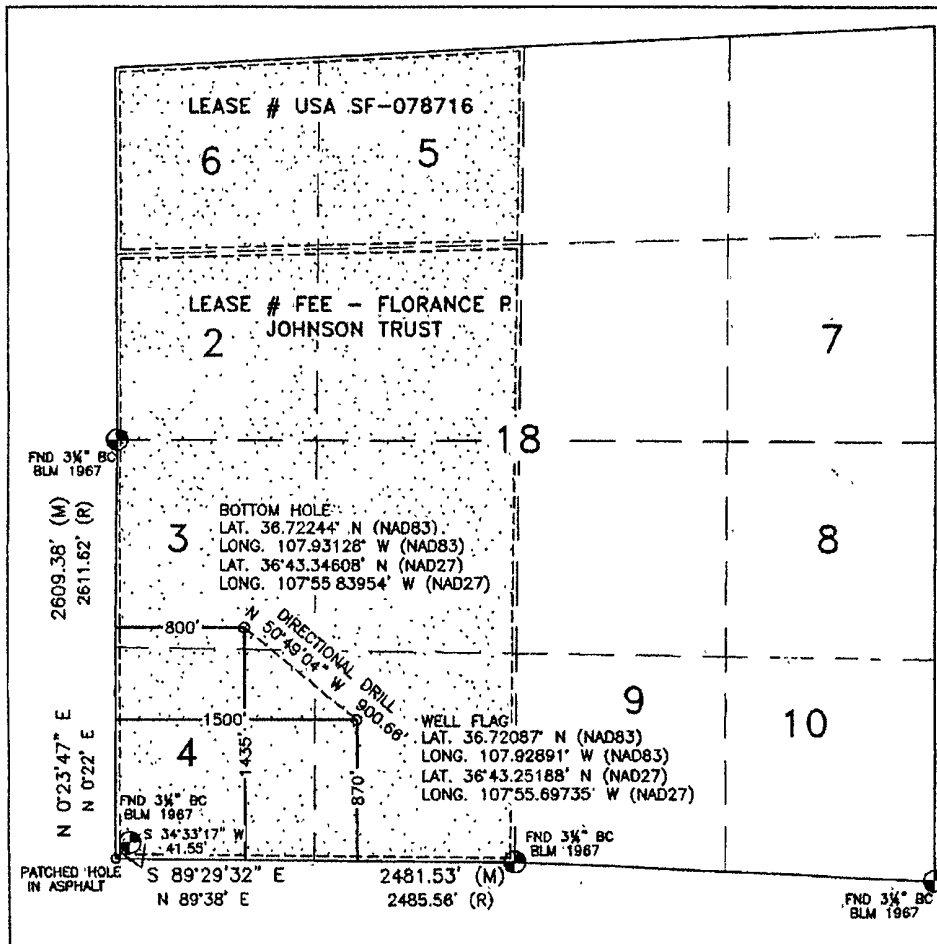 LEASE # USA SF-078716
6
5
LEASE # FEE - FLORANCE P.
JOHNSON TRUST
2
7
18
FND 3¼" BC
BLM 1967
2609.38' (M)
2611.62' (R)
N 0°23'47" E
N 0°22' E
3
BOTTOM HOLE
LAT. 36.72244° N (NAD83)
LONG. 107.93128° W (NAD83)
LAT. 36°43.34608' N (NAD27)
LONG. 107°55.83954' W (NAD27)
8
800'
DIRECTIONAL DRILL
N 50°49'04" W 900.66'
9
10
1500'
1435'
870'
WELL FLAG
LAT. 36.72087° N (NAD83)
LONG. 107.92891° W (NAD83)
LAT. 36°43.25188' N (NAD27)
LONG. 107°55.69735' W (NAD27)
4
FND 3¼" BC
BLM 1967
S 34°33'17" W
41.55'
FND 3¼" BC
BLM 1967
PATCHED HOLE
IN ASPHALT
S 89°29'32" E 2481.53' (M)
N 89°38' E 2485.56' (R)
FND 3¼" BC
BLM 1967